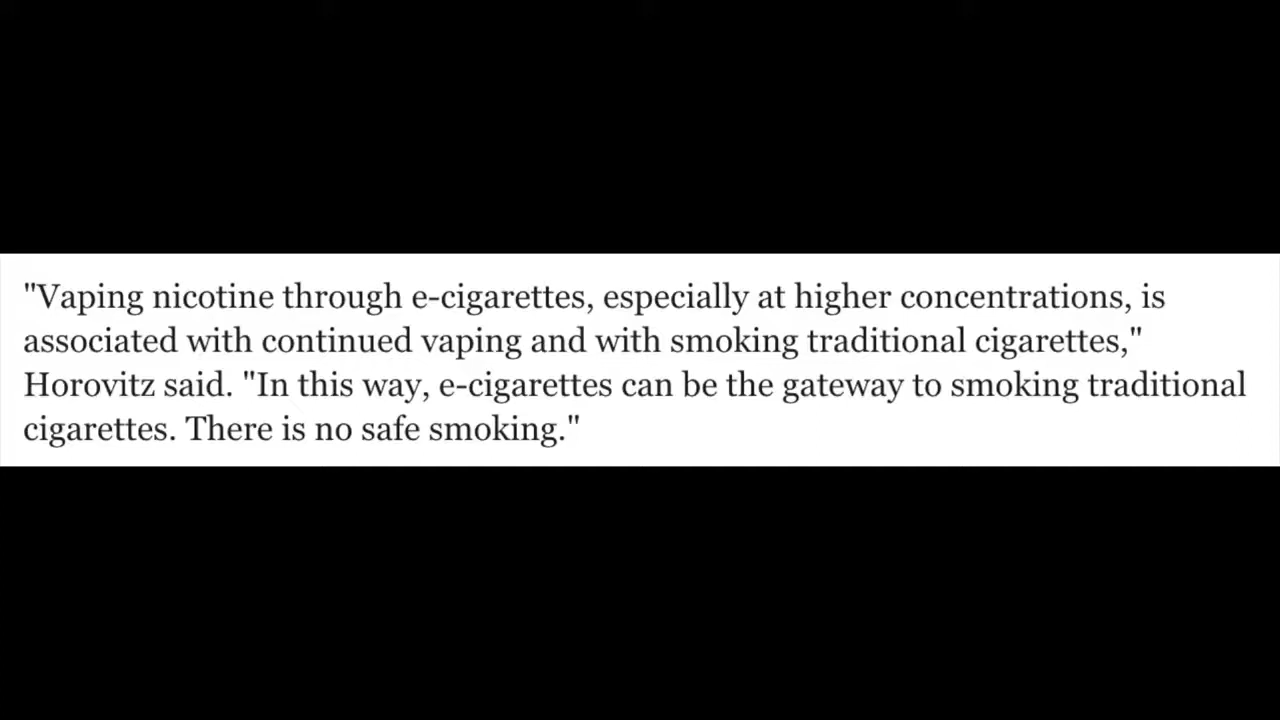 "Vaping nicotine through e-cigarettes, especially at higher concentrations, is
associated with continued vaping and with smoking traditional cigarettes,"
Horovitz said. "In this way, e-cigarettes can be the gateway to smoking traditional
cigarettes. There is no safe smoking."